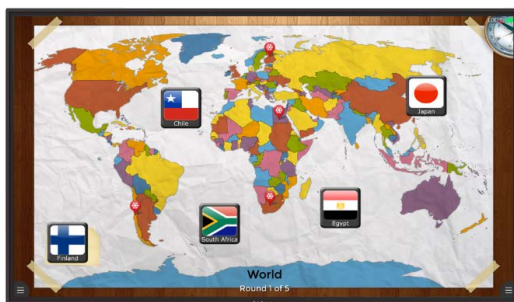 Chile
Japan
South Africa
Egypt
Finland
World
Round 1 of 5